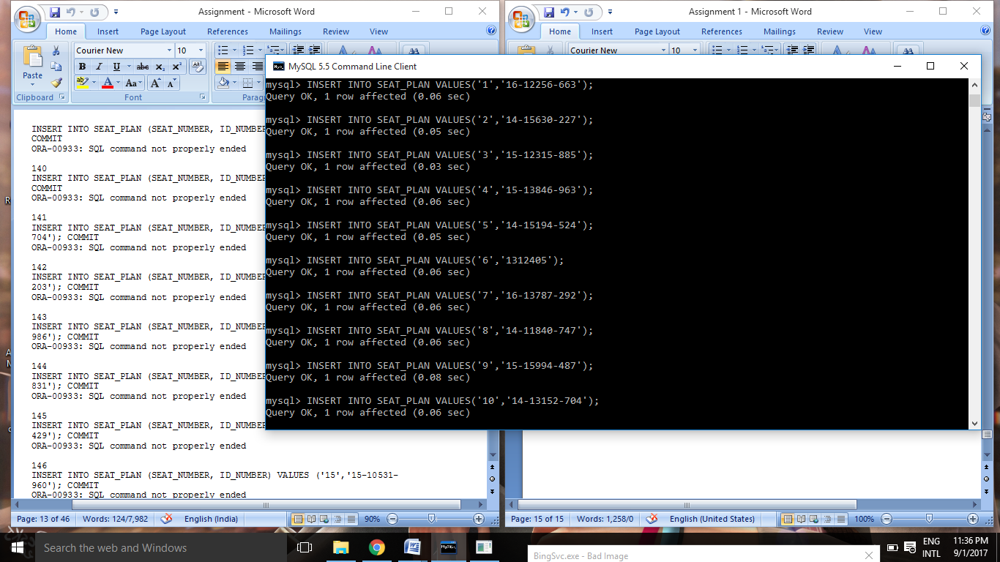 Assignment - Microsoft Word
Home Insert Page Layout References Mailings Review View
Courier New 10
Paste
Clipboard Font Paragr
INSERT INTO SEAT_PLAN (SEAT_NUMBER, ID_NUMBE
COMMIT
ORA-00933: SQL command not properly ended
140
INSERT INTO SEAT_PLAN (SEAT_NUMBER, ID_NUMBE
COMMIT
ORA-00933: SQL command not properly ended
141
INSERT INTO SEAT_PLAN (SEAT_NUMBER, ID_NUMBE
704'); COMMIT
ORA-00933: SQL command not properly ended
142
INSERT INTO SEAT_PLAN (SEAT_NUMBER, ID_NUMBE
203'); COMMIT
ORA-00933: SQL command not properly ended
143
INSERT INTO SEAT_PLAN (SEAT_NUMBER, ID_NUMBE
986'); COMMIT
ORA-00933: SQL command not properly ended
144
INSERT INTO SEAT_PLAN (SEAT_NUMBER, ID_NUMBE
831'); COMMIT
ORA-00933: SQL command not properly ended
145
INSERT INTO SEAT_PLAN (SEAT_NUMBER, ID_NUMBE
429'); COMMIT
ORA-00933: SQL command not properly ended
146
INSERT INTO SEAT_PLAN (SEAT_NUMBER, ID_NUMBER) VALUES ('15','15-10531-
960'); COMMIT
ORA-00933: SQL command not properly ended
Page: 13 of 46 Words: 124/7,982 English (India) 90%
Assignment 1 - Microsoft Word
Home Insert Page Layout References Mailings Review View
Courier New 10
MySQL 5.5 Command Line Client
mysql> INSERT INTO SEAT_PLAN VALUES('1','16-12256-663');
Query OK, 1 row affected (0.06 sec)
mysql> INSERT INTO SEAT_PLAN VALUES('2','14-15630-227');
Query OK, 1 row affected (0.05 sec)
mysql> INSERT INTO SEAT_PLAN VALUES('3','15-12315-885');
Query OK, 1 row affected (0.03 sec)
mysql> INSERT INTO SEAT_PLAN VALUES('4','15-13846-963');
Query OK, 1 row affected (0.06 sec)
mysql> INSERT INTO SEAT_PLAN VALUES('5','14-15194-524');
Query OK, 1 row affected (0.05 sec)
mysql> INSERT INTO SEAT_PLAN VALUES('6','1312405');
Query OK, 1 row affected (0.06 sec)
mysql> INSERT INTO SEAT_PLAN VALUES('7','16-13787-292');
Query OK, 1 row affected (0.06 sec)
mysql> INSERT INTO SEAT_PLAN VALUES('8','14-11840-747');
Query OK, 1 row affected (0.06 sec)
mysql> INSERT INTO SEAT_PLAN VALUES('9','15-15994-487');
Query OK, 1 row affected (0.08 sec)
mysql> INSERT INTO SEAT_PLAN VALUES('10','14-13152-704');
Query OK, 1 row affected (0.06 sec)
Page: 15 of 15 Words: 1,258/0 English (United States) 100%
Search the web and Windows
BingSvc.exe - Bad Image
ENG
INTL
11:36 PM
9/1/2017